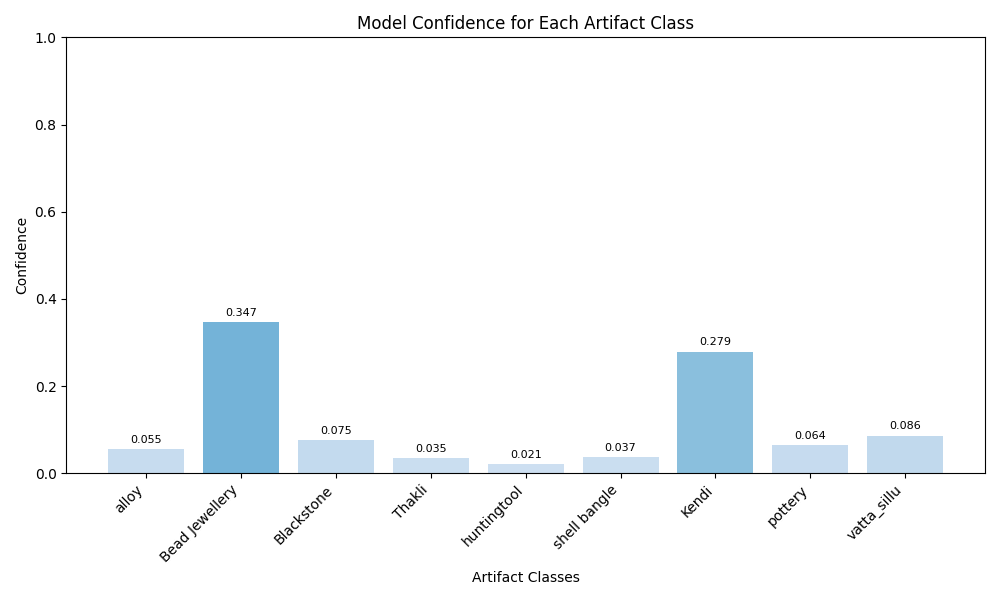 Model Confidence for Each Artifact Class
1.0
0.8
0.6
0.4
0.2
0.0
Confidence
0.055
0.347
0.075
0.035
0.021
0.037
0.279
0.064
0.086
alloy
Bead Jewellery
Blackstone
Thakli
huntingtool
shell bangle
Kendi
pottery
vatta_sillu
Artifact Classes